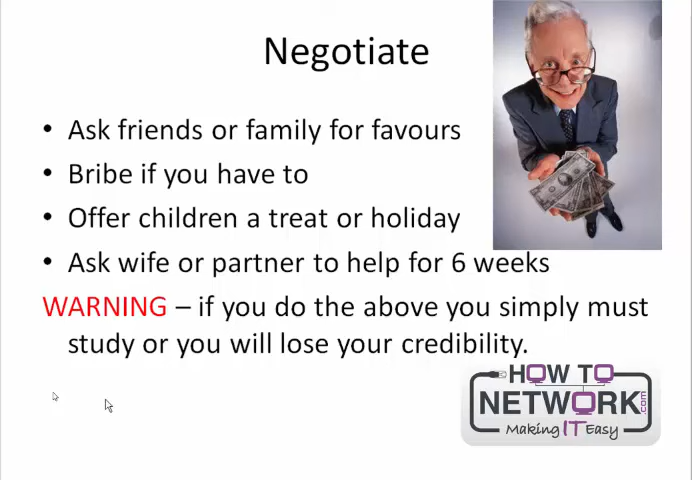 Negotiate
• Ask friends or family for favours
• Bribe if you have to
• Offer children a treat or holiday
• Ask wife or partner to help for 6 weeks
WARNING – if you do the above you simply must
study or you will lose your credibility.
HOW TO
NETWORK.com
Making IT Easy